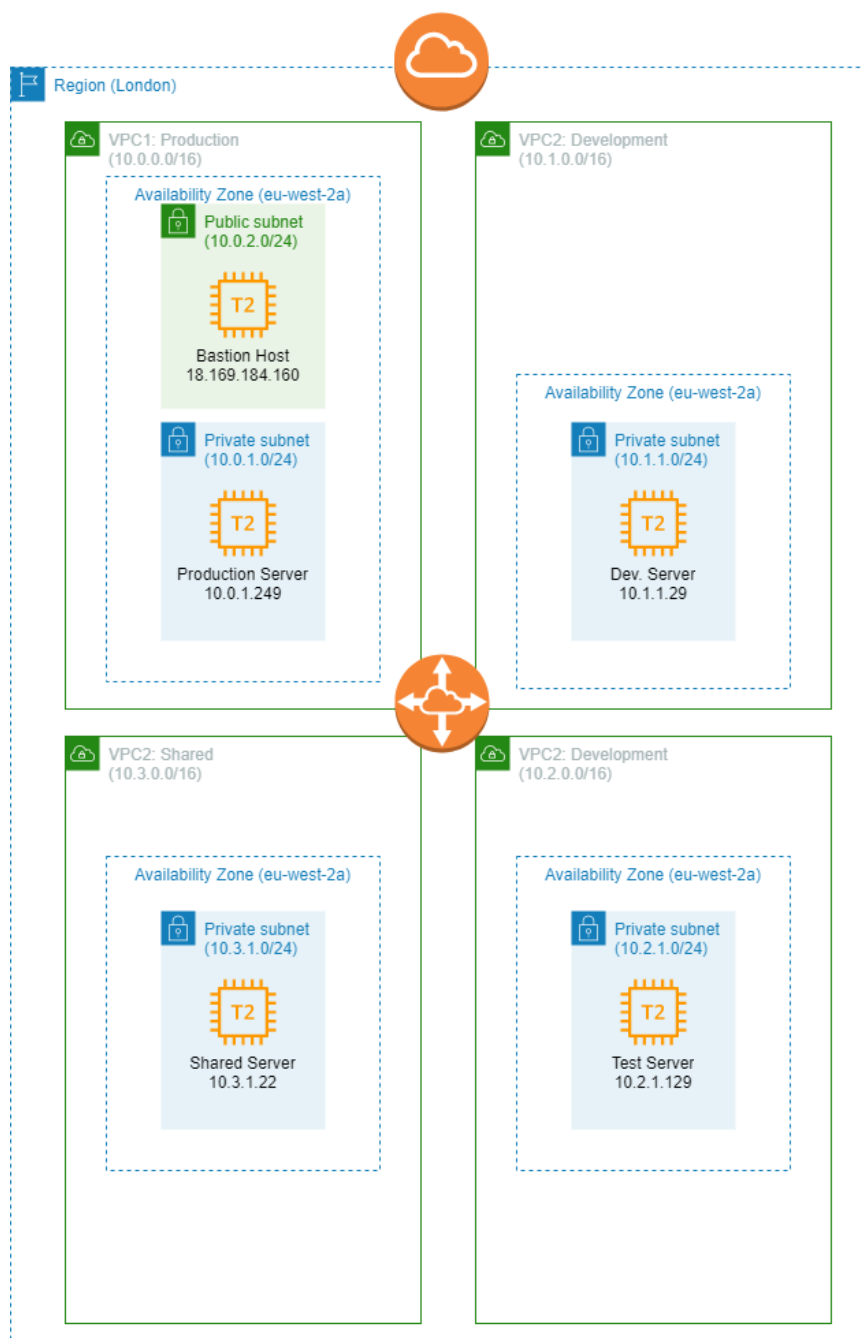 Region (London)
VPC1: Production
(10.0.0.0/16)
Availability Zone (eu-west-2a)
Public subnet
(10.0.2.0/24)
T2
Bastion Host
18.169.184.160
Private subnet
(10.0.1.0/24)
T2
Production Server
10.0.1.249
VPC2: Development
(10.1.0.0/16)
Availability Zone (eu-west-2a)
Private subnet
(10.1.1.0/24)
T2
Dev. Server
10.1.1.29
VPC2: Shared
(10.3.0.0/16)
Availability Zone (eu-west-2a)
Private subnet
(10.3.1.0/24)
T2
Shared Server
10.3.1.22
VPC2: Development
(10.2.0.0/16)
Availability Zone (eu-west-2a)
Private subnet
(10.2.1.0/24)
T2
Test Server
10.2.1.129